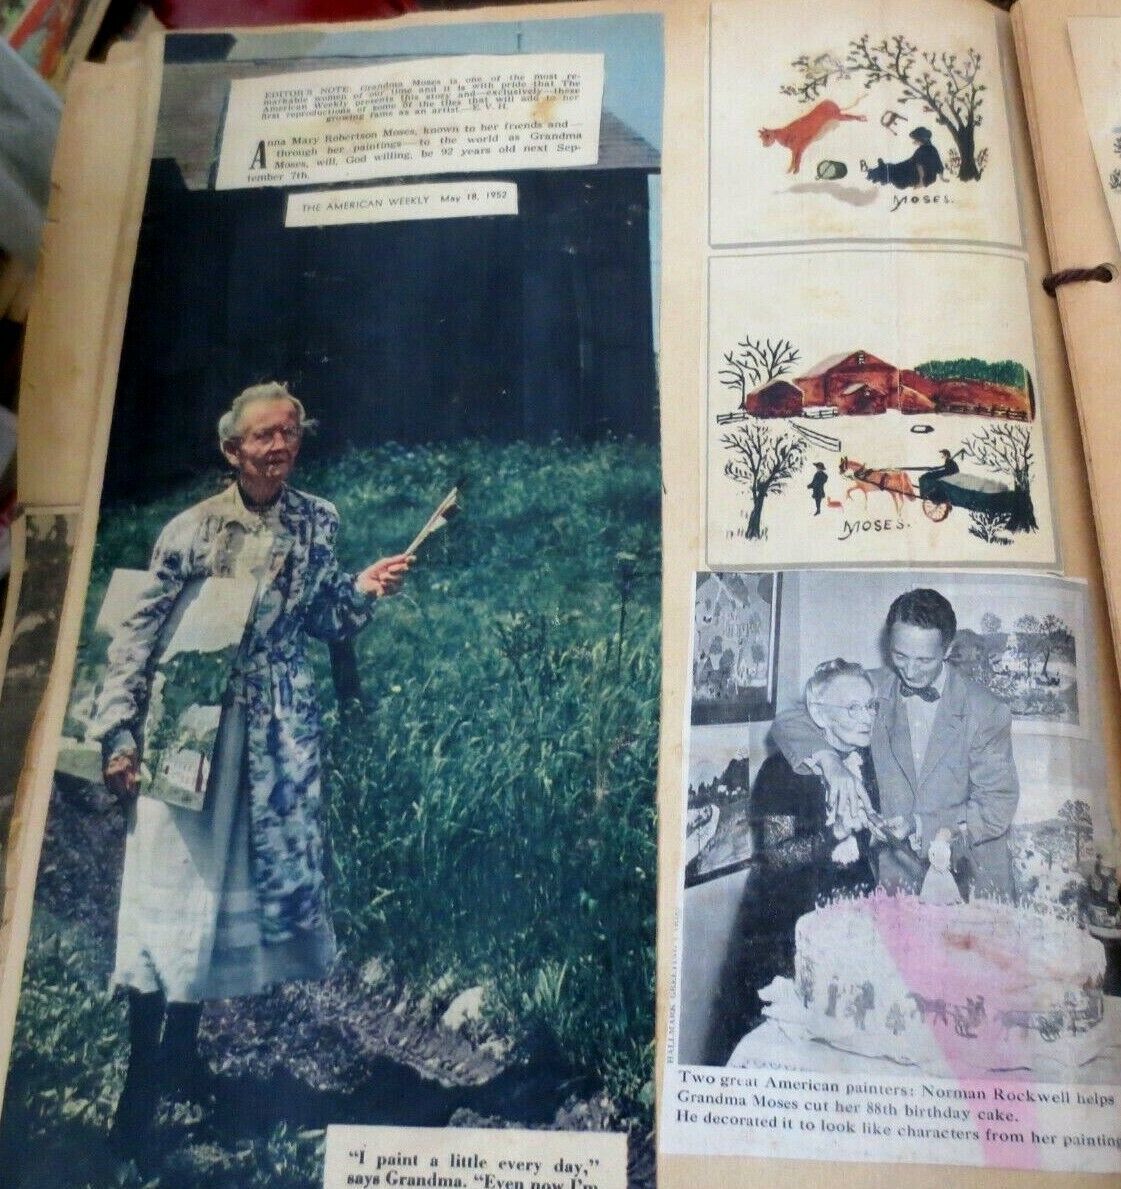 EDITOR'S NOTE: Grandma Moses is one of the most re-
markable women of our time and it is with pride that The
American Weekly presents this story and—exclusively—these
first reproductions of some of the tiles that will add to her
growing fame as an artist.—E. V. H.
Anna Mary Robertson Moses, known to her friends and—
through her paintings—to the world as Grandma
Moses, will, God willing, be 92 years old next Sep-
tember 7th.
THE AMERICAN WEEKLY May 18, 1952
"I paint a little every day,"
says Grandma. "Even now I'm
MOSES.
MOSES.
HALLMARK GREETING CARDS
Two great American painters: Norman Rockwell helps
Grandma Moses cut her 88th birthday cake.
He decorated it to look like characters from her painting